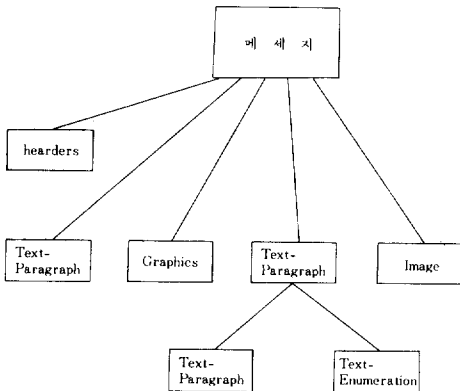 메 세 지
hearders
Text-
Paragraph
Graphics
Text-
Paragraph
Image
Text-
Paragraph
Text-
Enumeration